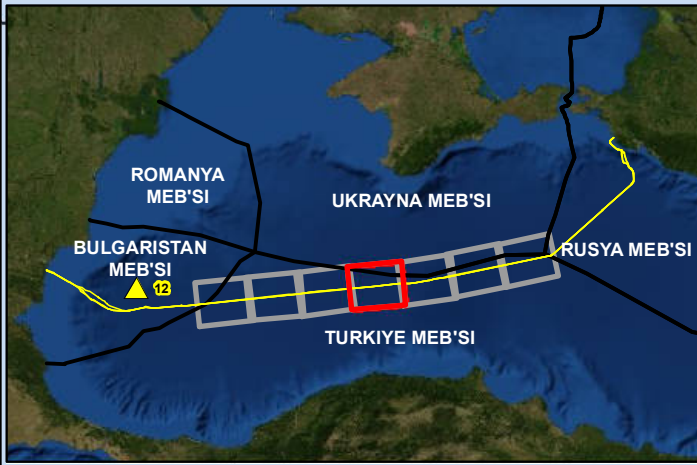 ROMANYA
MEB'SI
UKRAYNA MEB'SI
BULGARISTAN
MEB'SI
12
RUSYA MEB'SI
TURKIYE MEB'SI